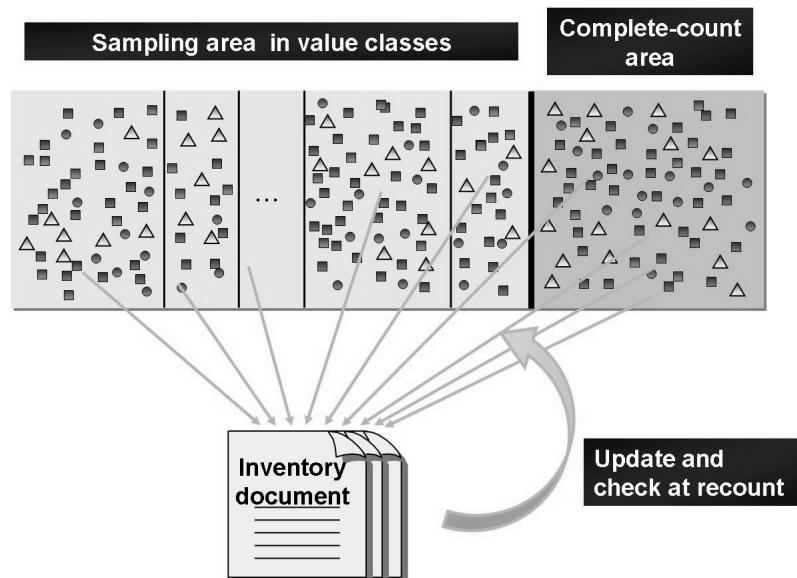 Sampling area in value classes
Complete-count
area
...
Inventory
document
Update and
check at recount